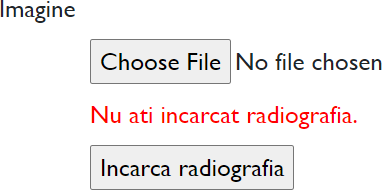 Imagine
Choose File No file chosen
Nu ati incarcat radiografia.
Incarca radiografia